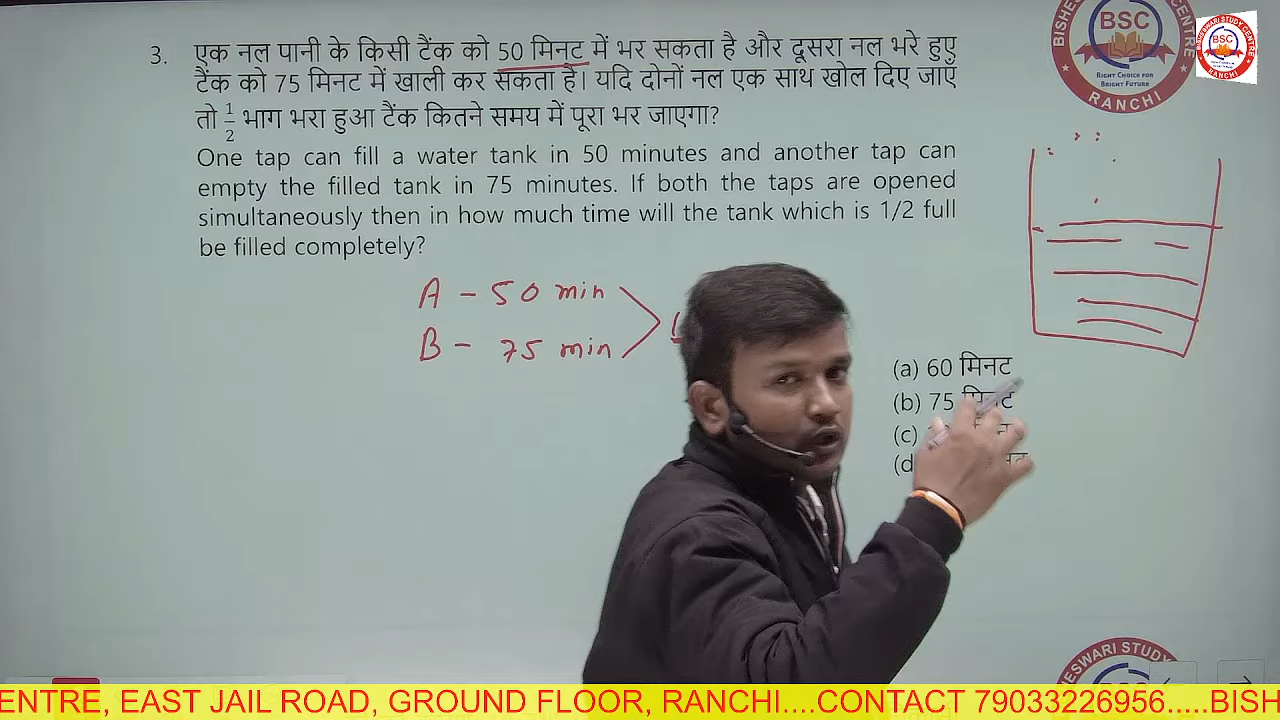 3. एक नल पानी के किसी टैंक को 50 मिनट में भर सकता है और दूसरा नल भरे हुए
टैंक को 75 मिनट में खाली कर सकता है। यदि दोनों नल एक साथ खोल दिए जाएँ
तो 1/2 भाग भरा हुआ टैंक कितने समय में पूरा भर जाएगा?
One tap can fill a water tank in 50 minutes and another tap can
empty the filled tank in 75 minutes. If both the taps are opened
simultaneously then in how much time will the tank which is 1/2 full
be filled completely?
A - 50 min
B - 75 min
(a) 60 मिनट
(b) 75 मिनट
(c)
(d
BSC
RIGHT CHOICE FOR
BRIGHT FUTURE
RANCHI
BSC
ENTRE, EAST JAIL ROAD, GROUND FLOOR, RANCHI....CONTACT 79033226956.....BISH